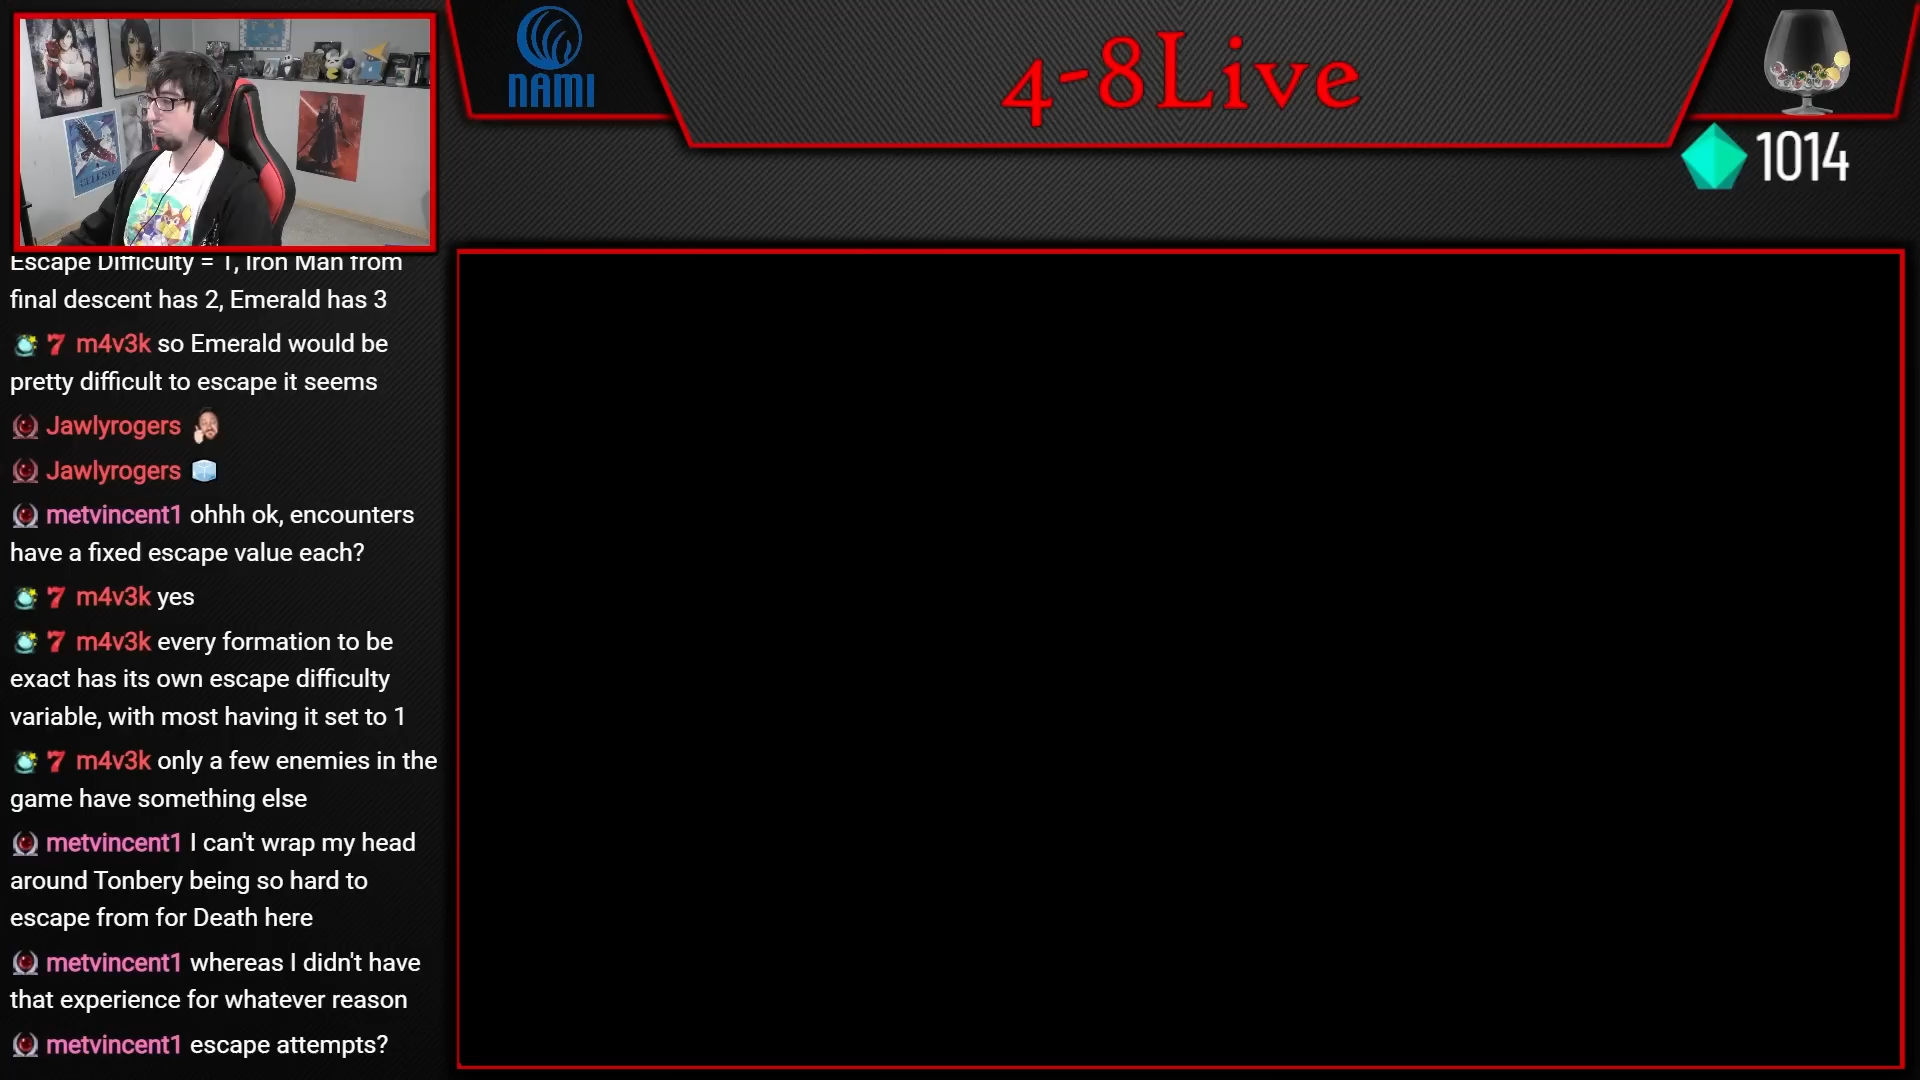 NAMI
4-8Live
1014
Escape Difficulty = 1, Iron Man from
final descent has 2, Emerald has 3
m4v3k so Emerald would be
pretty difficult to escape it seems
Jawlyrogers
Jawlyrogers
metvincent1 ohhh ok, encounters
have a fixed escape value each?
m4v3k yes
m4v3k every formation to be
exact has its own escape difficulty
variable, with most having it set to 1
m4v3k only a few enemies in the
game have something else
metvincent1 I can't wrap my head
around Tonbery being so hard to
escape from for Death here
metvincent1 whereas I didn't have
that experience for whatever reason
metvincent1 escape attempts?